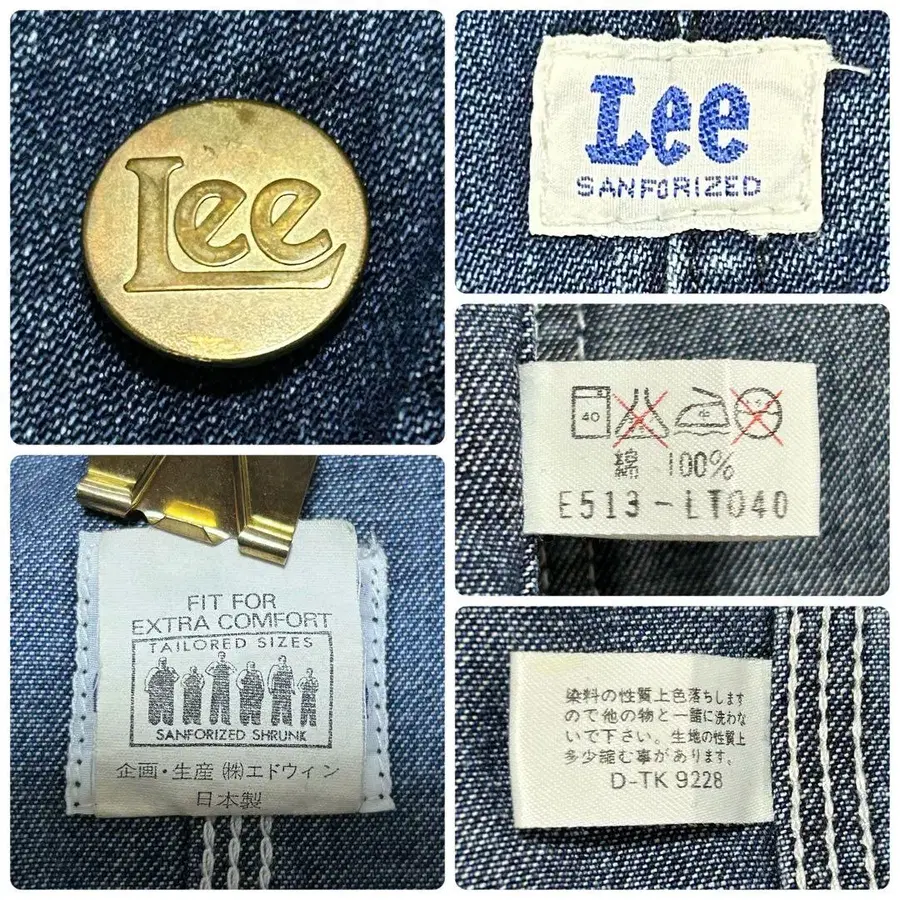 Lee
Lee
SANFORIZED
40
綿 100%
E513-LT040
FIT FOR
EXTRA COMFORT
TAILORED SIZES
SANFORIZED SHRUNK
企画・生産 ㈱エドウィン
日本製
染料の性質上色落ちします
ので他の物と一諸に洗わな
いで下さい。生地の性質上
多少縮む事があります。
D-TK 9228